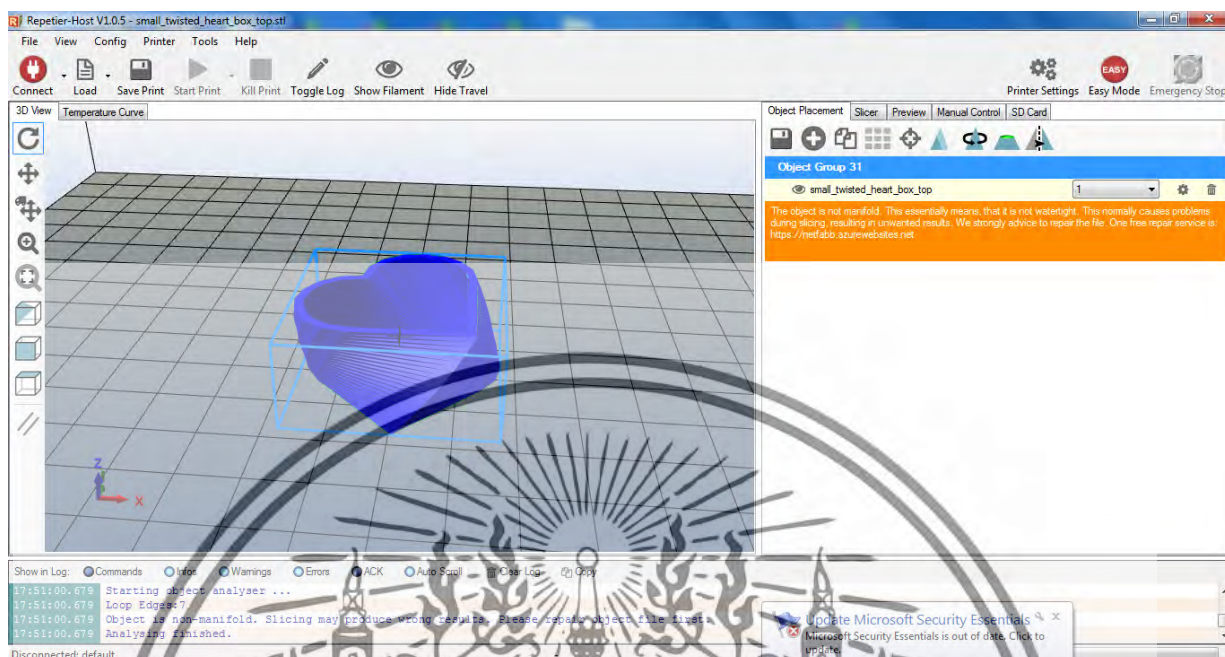 Repetier-Host V1.0.5 - small_twisted_heart_box_top.stl
File View Config Printer Tools Help
Connect Load Save Print Start Print Kill Print Toggle Log Show Filament Hide Travel Printer Settings Easy Mode Emergency Stop
EASY
3D View Temperature Curve
Object Placement Slicer Preview Manual Control SD Card
Object Group 31
small_twisted_heart_box_top 1
The object is not manifold. This essentially means, that it is not watertight. This normally causes problems
during slicing, resulting in unwanted results. We strongly advice to repair the file. One free repair service is:
https://netfabb.azurewebsites.net
Z
X
Show in Log: Commands Infos Warnings Errors ACK Auto Scroll Clear Log Copy
17:51:00.679 Starting object analyser ...
17:51:00.679 Loop Edges:7
17:51:00.679 Object is non-manifold. Slicing may produce wrong results. Please repair object file first.
17:51:00.679 Analysing finished.
Update Microsoft Security Essentials
Microsoft Security Essentials is out of date. Click to
update.
Disconnected: default